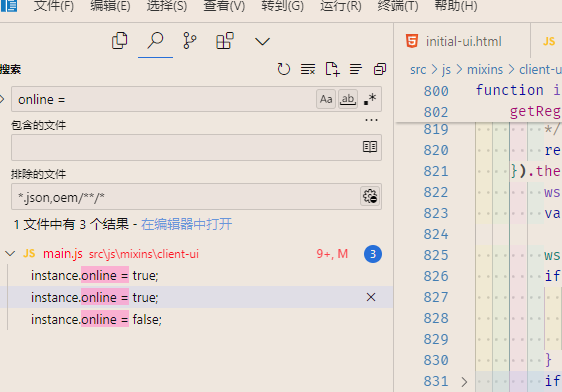 文件(F) 编辑(E) 选择(S) 查看(V) 转到(G) 运行(R) 终端(T) 帮助(H)
搜索
online =
Aa ab .*
包含的文件
...
排除的文件
*.json,oem/**/*
1 文件中有 3 个结果 - 在编辑器中打开
JS main.js src\js\mixins\client-ui 9+, M 3
instance.online = true;
instance.online = true;
instance.online = false;
initial-ui.html JS
src > js > mixins > client-u
800 function i
802 getReg
819 */
820 re
821 }).the
822 ws
823 va
824
825 ws
826 if
827
828
829
830 }
831 if